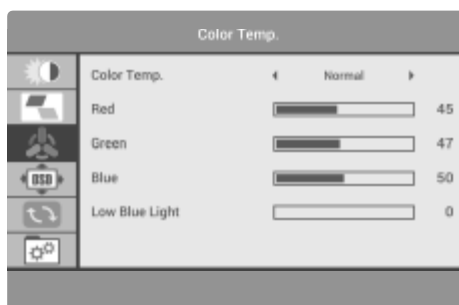 Color Temp.
Color Temp. Normal
Red 45
Green 47
Blue 50
OSD
Low Blue Light 0